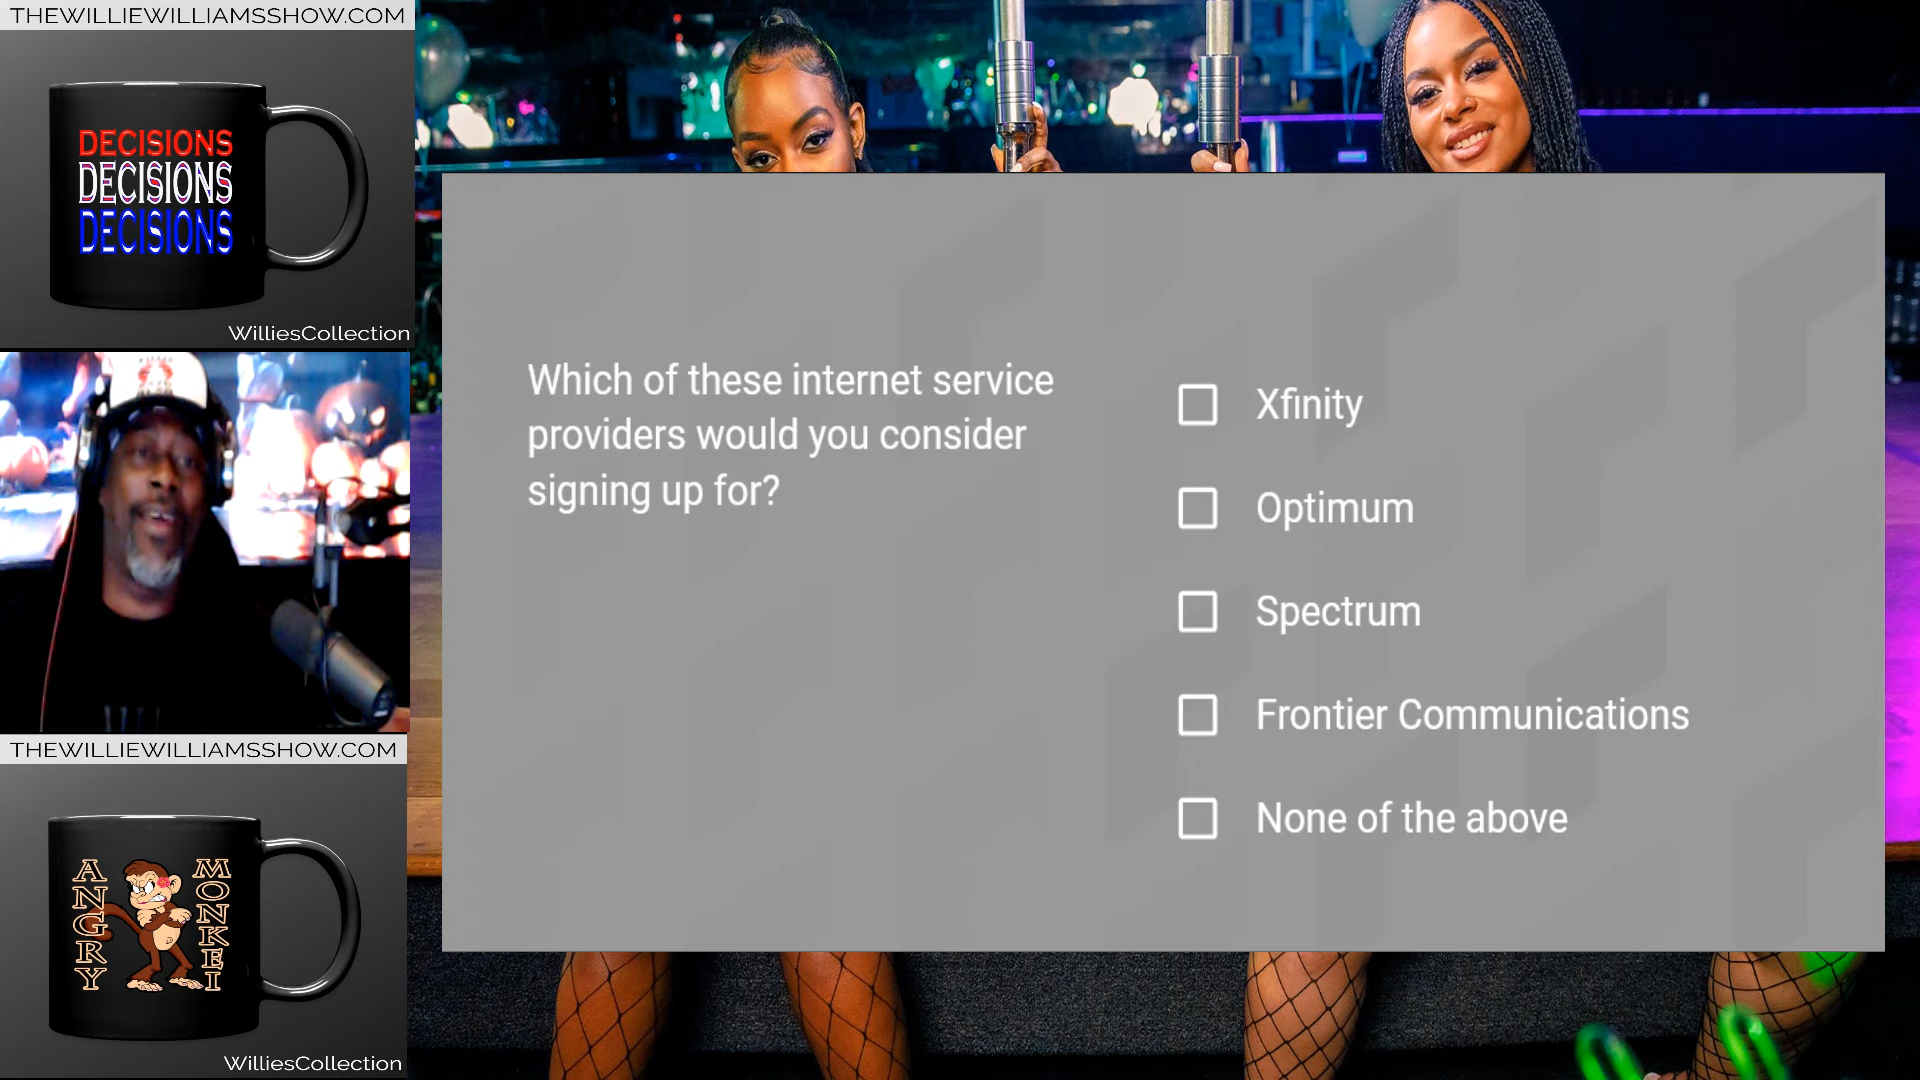 THEWILLIEWILLIAMSSHOW.COM
DECISIONS
DECISIONS
DECISIONS
WilliesCollection
THEWILLIEWILLIAMSSHOW.COM
ANGRY
MONKEI
WilliesCollection
Which of these internet service
providers would you consider
signing up for?
Xfinity
Optimum
Spectrum
Frontier Communications
None of the above